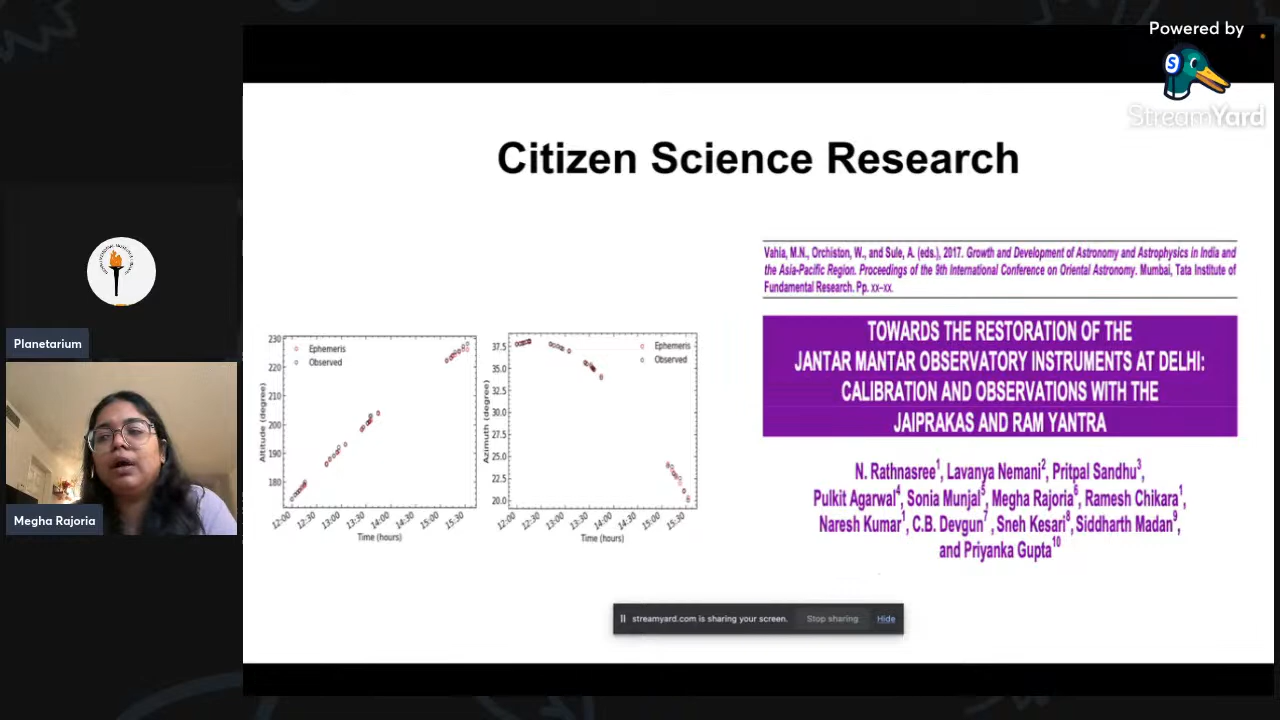 Powered by
S
StreamYard
Citizen Science Research
Vahia, M.N., Orchiston, W., and Sule, A. (eds.), 2017. Growth and Development of Astronomy and Astrophysics in India and
the Asia-Pacific Region. Proceedings of the 9th International Conference on Oriental Astronomy. Mumbai, Tata Institute of
Fundamental Research. Pp. xx–xx.
TOWARDS THE RESTORATION OF THE
JANTAR MANTAR OBSERVATORY INSTRUMENTS AT DELHI:
CALIBRATION AND OBSERVATIONS WITH THE
JAIPRAKAS AND RAM YANTRA
N. Rathnasree1, Lavanya Nemani2, Pritpal Sandhu3,
Pulkit Agarwal4, Sonia Munjal5, Megha Rajoria6, Ramesh Chikara1,
Naresh Kumar1, C.B. Devgun7, Sneh Kesari8, Siddharth Madan9,
and Priyanka Gupta10
Altitude (degree)
230
220
210
200
190
180
Ephemeris
Observed
12:00 12:30 13:00 13:30 14:00 14:30 15:00 15:30
Time (hours)
Azimuth (degree)
37.5
35.0
32.5
30.0
27.5
25.0
22.5
20.0
Ephemeris
Observed
12:00 12:30 13:00 13:30 14:00 14:30 15:00 15:30
Time (hours)
streamyard.com is sharing your screen. Stop sharing Hide
Planetarium
Megha Rajoria